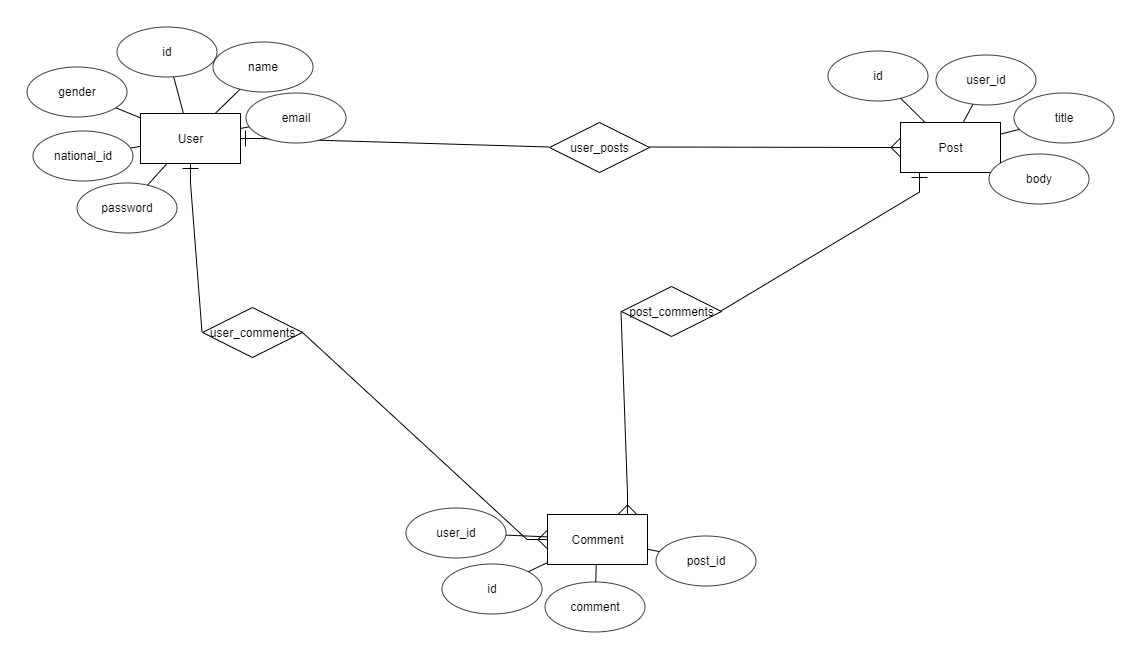 id
name
gender
email
User
national_id
password
user_posts
id
user_id
title
Post
body
user_comments
post_comments
user_id
Comment
post_id
id
comment